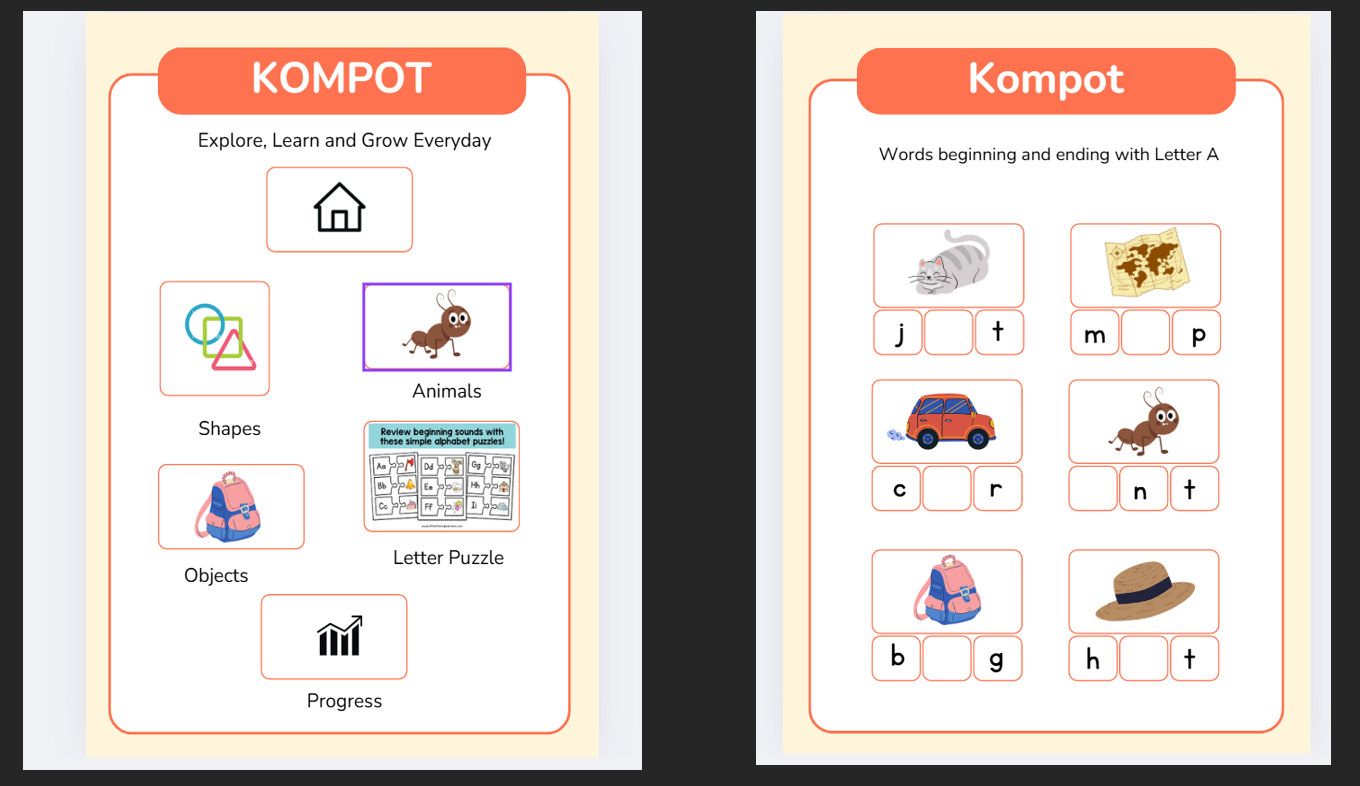 KOMPOT
Explore, Learn and Grow Everyday
Animals
Shapes
Review beginning sounds with
these simple alphabet puzzles!
Aa Dd Gg
Bb Ee Hh
Cc Ff Ii
Letter Puzzle
Objects
Progress
Kompot
Words beginning and ending with Letter A
j t
m p
c r
n t
b g
h t